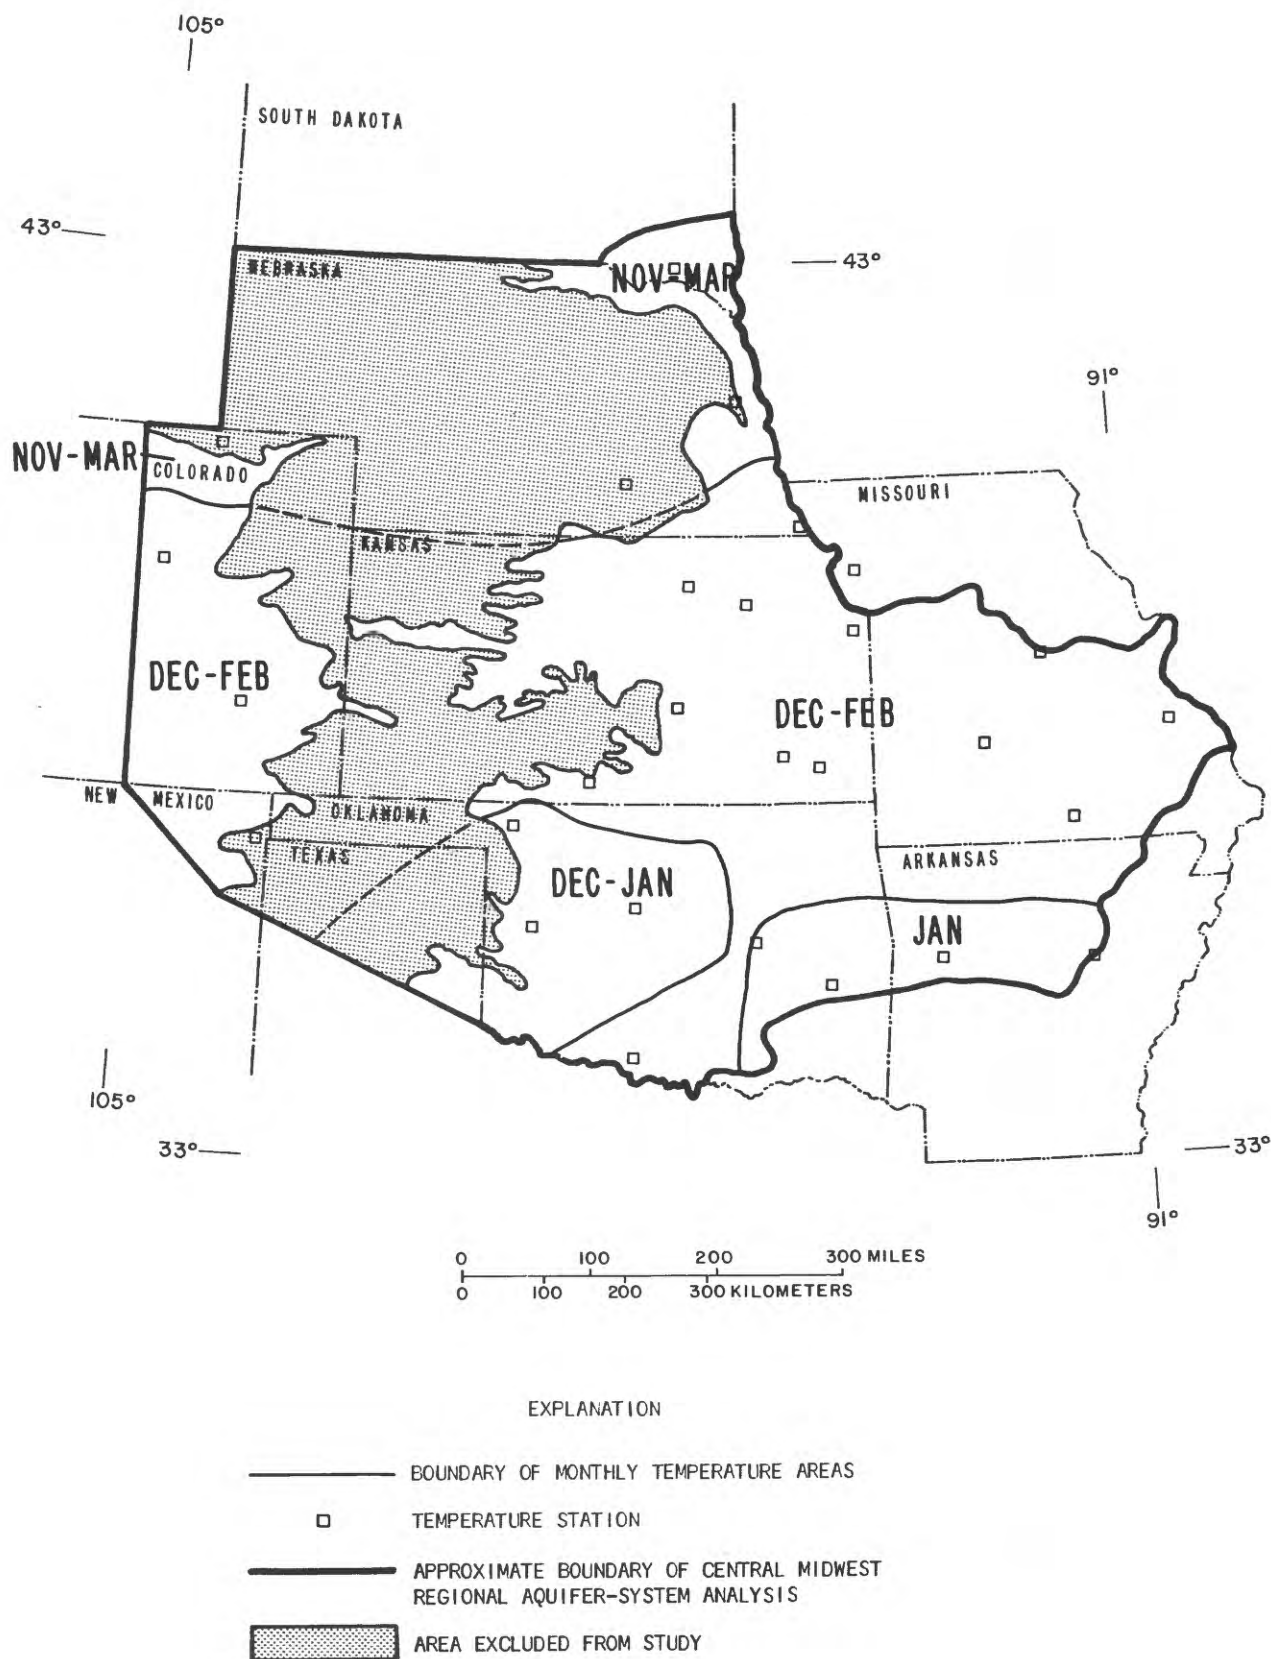 105°
SOUTH DAKOTA
43°
43°
NEBRASKA
NOV-MAR
91°
NOV-MAR
COLORADO
MISSOURI
KANSAS
DEC-FEB
DEC-FEB
NEW MEXICO
OKLAHOMA
TEXAS
ARKANSAS
DEC-JAN
JAN
105°
33°
33°
91°
0 100 200 300 MILES
0 100 200 300 KILOMETERS
EXPLANATION
BOUNDARY OF MONTHLY TEMPERATURE AREAS
TEMPERATURE STATION
APPROXIMATE BOUNDARY OF CENTRAL MIDWEST
REGIONAL AQUIFER-SYSTEM ANALYSIS
AREA EXCLUDED FROM STUDY